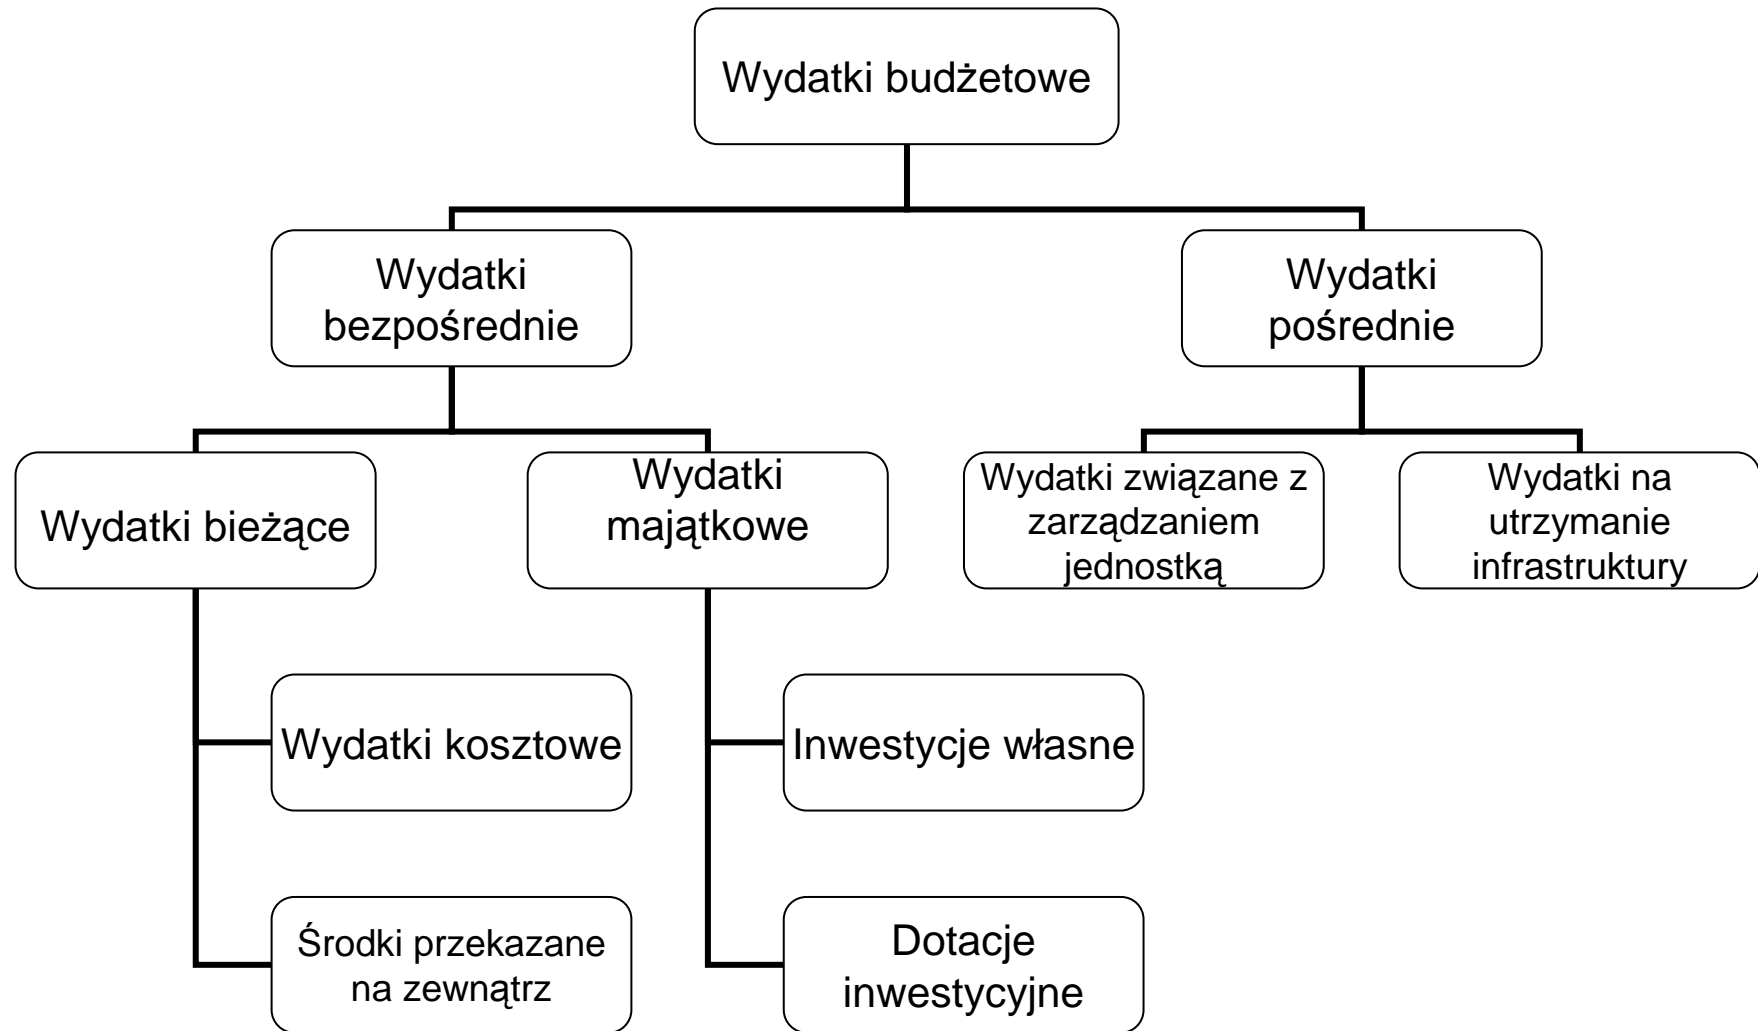 Wydatki budżetowe
Wydatki
bezpośrednie
Wydatki
pośrednie
Wydatki bieżące
Wydatki
majątkowe
Wydatki związane z
zarządzaniem
jednostką
Wydatki na
utrzymanie
infrastruktury
Wydatki kosztowe
Inwestycje własne
Środki przekazane
na zewnątrz
Dotacje
inwestycyjne